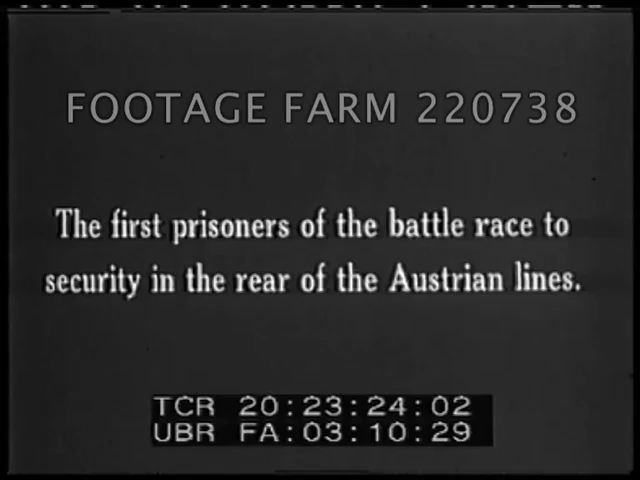 FOOTAGE FARM 220738
The first prisoners of the battle race to
security in the rear of the Austrian lines.
TCR 20:23:24:02
UBR FA:03:10:29